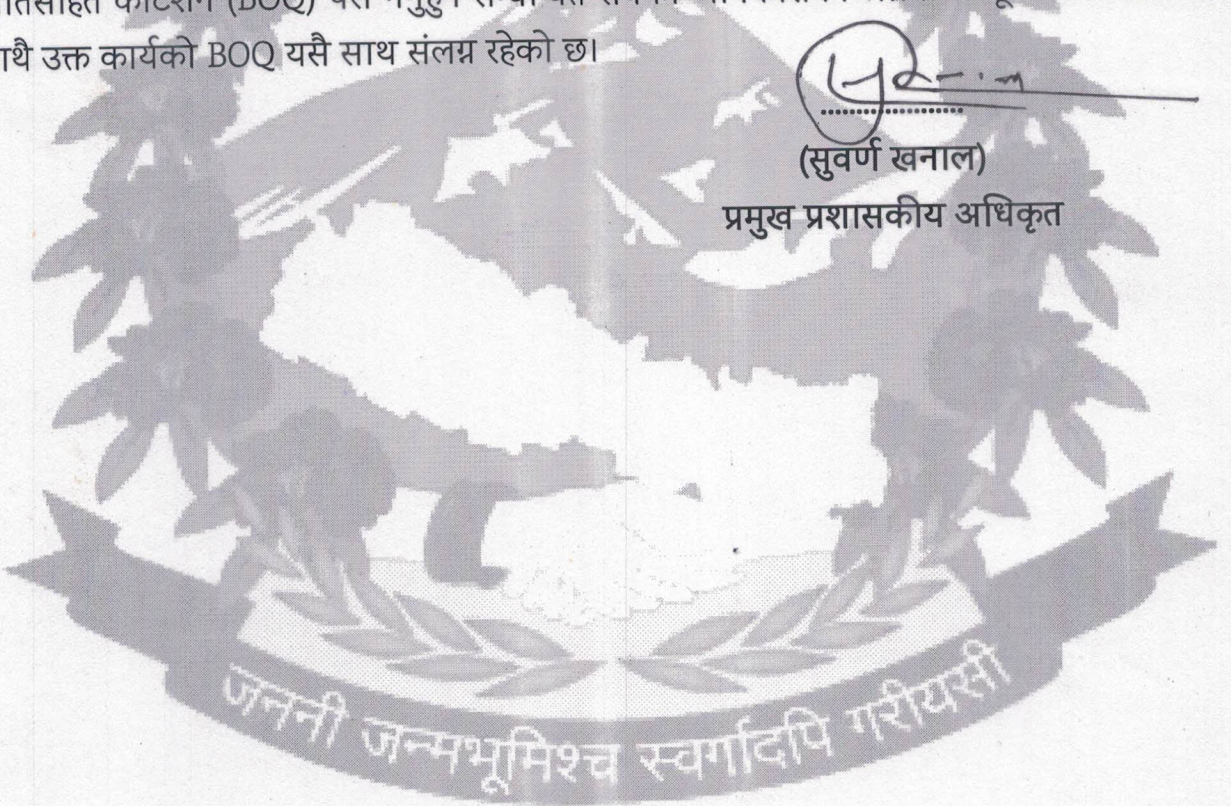 (BOQ)
उक्त कार्यको BOQ यसै साथ संलग्न रहेको छ।
(सुवर्ण खनाल)
प्रमुख प्रशासकीय अधिकृत
जननी जन्मभूमिश्च स्वर्गादपि गरीयसी